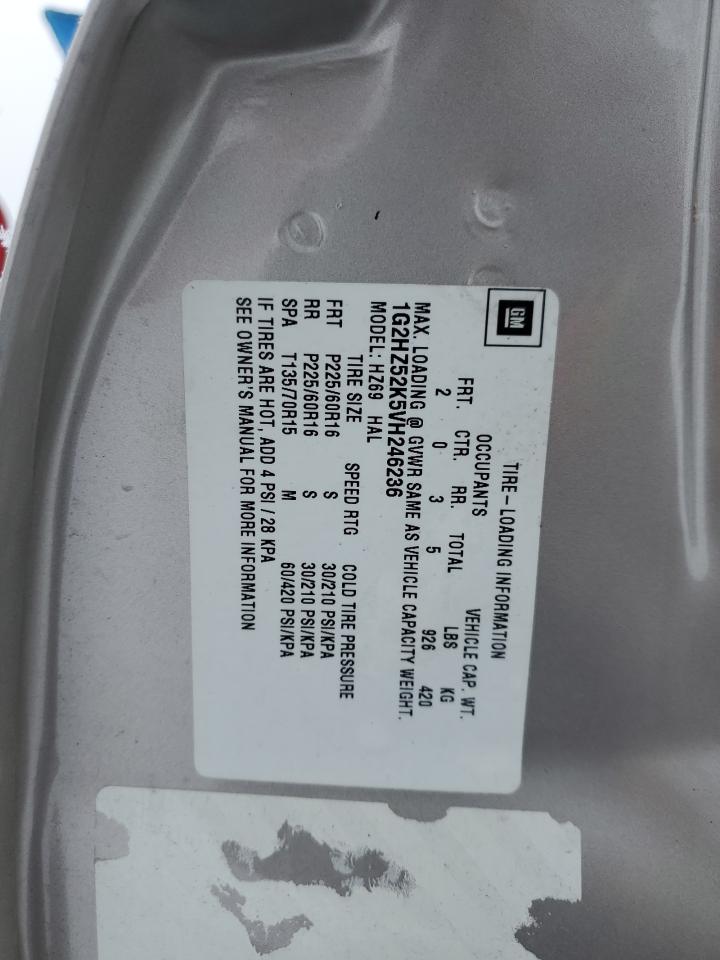 GM
TIRE-LOADING INFORMATION
OCCUPANTS VEHICLE CAP. WT.
FRT. CTR. RR. TOTAL LBS KG
2 0 3 5 926 420
MAX. LOADING @ GVWR SAME AS VEHICLE CAPACITY WEIGHT.
1G2HZ52K5VH246236
MODEL: HZ69 HAL
TIRE SIZE SPEED RTG COLD TIRE PRESSURE
FRT P225/60R16 S 30/210 PSI/KPA
RR P225/60R16 S 30/210 PSI/KPA
SPA T135/70R15 M 60/420 PSI/KPA
IF TIRES ARE HOT, ADD 4 PSI / 28 KPA
SEE OWNER'S MANUAL FOR MORE INFORMATION